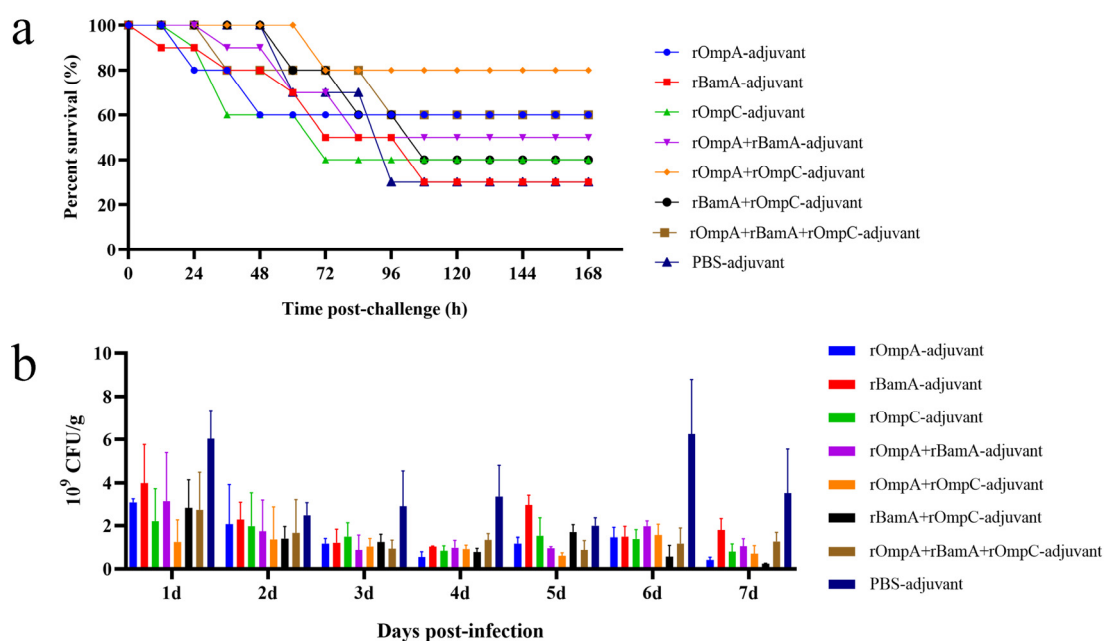 a
Percent survival (%)
100
80
60
40
20
0
0 24 48 72 96 120 144 168
Time post-challenge (h)
rOmpA-adjuvant
rBamA-adjuvant
rOmpC-adjuvant
rOmpA+rBamA-adjuvant
rOmpA+rOmpC-adjuvant
rBamA+rOmpC-adjuvant
rOmpA+rBamA+rOmpC-adjuvant
PBS-adjuvant
b
10⁹ CFU/g
10
8
6
4
2
0
1d 2d 3d 4d 5d 6d 7d
Days post-infection
rOmpA-adjuvant
rBamA-adjuvant
rOmpC-adjuvant
rOmpA+rBamA-adjuvant
rOmpA+rOmpC-adjuvant
rBamA+rOmpC-adjuvant
rOmpA+rBamA+rOmpC-adjuvant
PBS-adjuvant